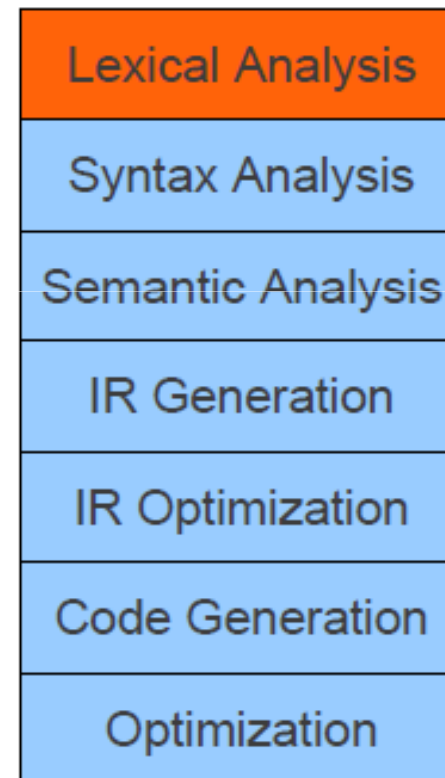 Lexical Analysis
Syntax Analysis
Semantic Analysis
IR Generation
IR Optimization
Code Generation
Optimization